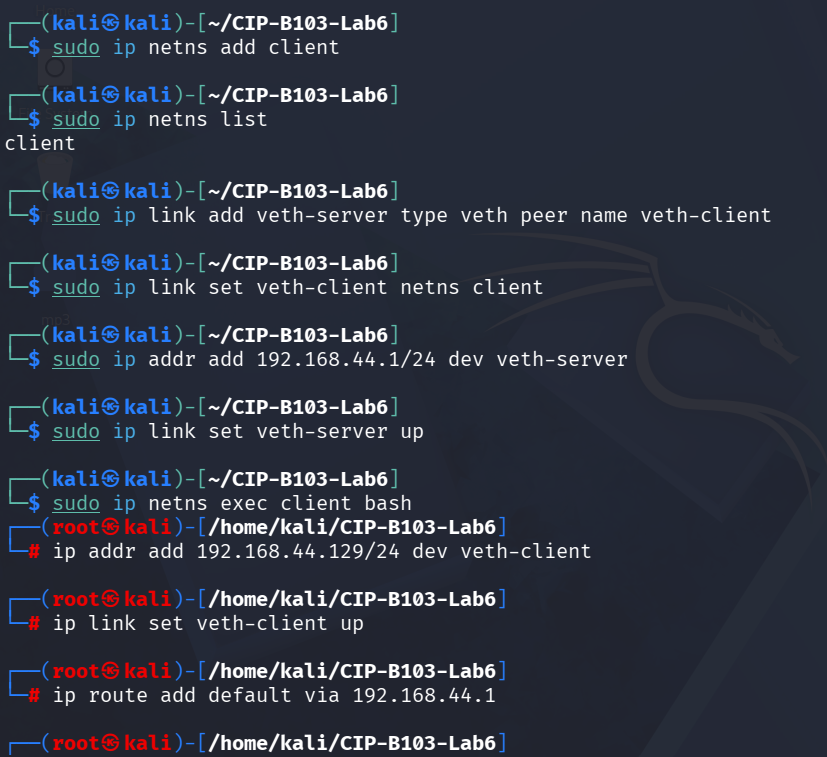 ┌──(kali㉿kali)-[~/CIP-B103-Lab6]
└─$ sudo ip netns add client
┌──(kali㉿kali)-[~/CIP-B103-Lab6]
└─$ sudo ip netns list
client
┌──(kali㉿kali)-[~/CIP-B103-Lab6]
└─$ sudo ip link add veth-server type veth peer name veth-client
┌──(kali㉿kali)-[~/CIP-B103-Lab6]
└─$ sudo ip link set veth-client netns client
┌──(kali㉿kali)-[~/CIP-B103-Lab6]
└─$ sudo ip addr add 192.168.44.1/24 dev veth-server
┌──(kali㉿kali)-[~/CIP-B103-Lab6]
└─$ sudo ip link set veth-server up
┌──(kali㉿kali)-[~/CIP-B103-Lab6]
└─$ sudo ip netns exec client bash
┌──(root㉿kali)-[/home/kali/CIP-B103-Lab6]
└─# ip addr add 192.168.44.129/24 dev veth-client
┌──(root㉿kali)-[/home/kali/CIP-B103-Lab6]
└─# ip link set veth-client up
┌──(root㉿kali)-[/home/kali/CIP-B103-Lab6]
└─# ip route add default via 192.168.44.1
┌──(root㉿kali)-[/home/kali/CIP-B103-Lab6]